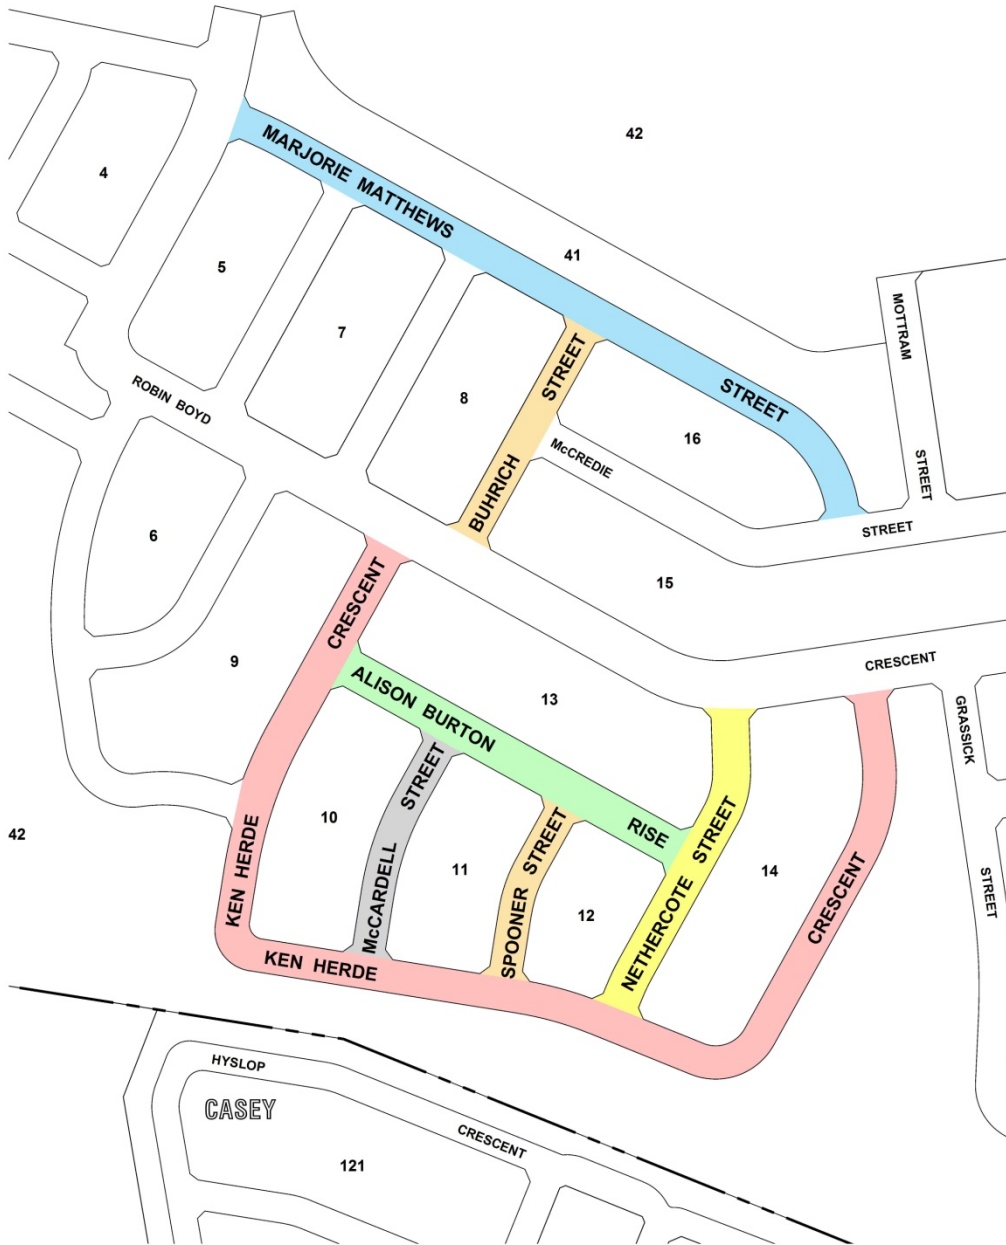 42
MARJORIE MATTHEWS
4
41
5
MOTTRAM
7
STREET
ROBIN BOYD
STREET
8
16
McCREDIE
STREET
BUHRICH
STREET
6
CRESCENT
15
9
CRESCENT
ALISON BURTON
13
GRASSICK
STREET
10
RISE
STREET
42
KEN HERDE
McCARDELL
11
SPOONER STREET
12
NETHERCOTE STREET
14
CRESCENT
STREET
KEN HERDE
HYSLOP
CASEY
CRESCENT
121